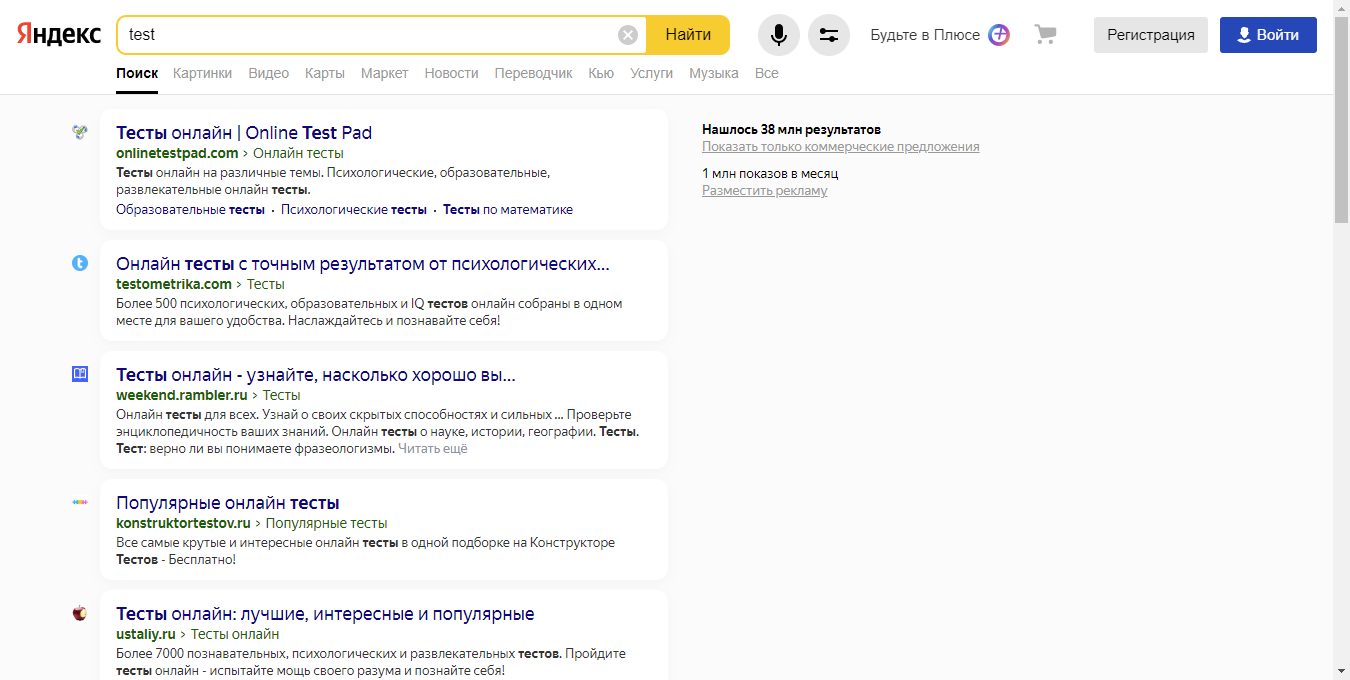 Яндекс
test
Найти
Будьте в Плюсе
Регистрация
Войти
Поиск Картинки Видео Карты Маркет Новости Переводчик Кью Услуги Музыка Все
Тесты онлайн | Online Test Pad
onlinetestpad.com › Онлайн тесты
Тесты онлайн на различные темы. Психологические, образовательные,
развлекательные онлайн тесты.
Образовательные тесты · Психологические тесты · Тесты по математике
Онлайн тесты с точным результатом от психологических...
testometrika.com › Тесты
Более 500 психологических, образовательных и IQ тестов онлайн собраны в одном
месте для вашего удобства. Наслаждайтесь и познавайте себя!
Тесты онлайн - узнайте, насколько хорошо вы...
weekend.rambler.ru › Тесты
Онлайн тесты для всех. Узнай о своих скрытых способностях и сильных ... Проверьте
энциклопедичность ваших знаний. Онлайн тесты о науке, истории, географии. Тесты.
Тест: верно ли вы понимаете фразеологизмы. Читать ещё
Популярные онлайн тесты
konstruktortestov.ru › Популярные тесты
Все самые крутые и интересные онлайн тесты в одной подборке на Конструкторе
Тестов - Бесплатно!
Тесты онлайн: лучшие, интересные и популярные
ustaliy.ru › Тесты онлайн
Более 7000 познавательных, психологических и развлекательных тестов. Пройдите
тесты онлайн - испытайте мощь своего разума и познайте себя!
Нашлось 38 млн результатов
Показать только коммерческие предложения
1 млн показов в месяц
Разместить рекламу